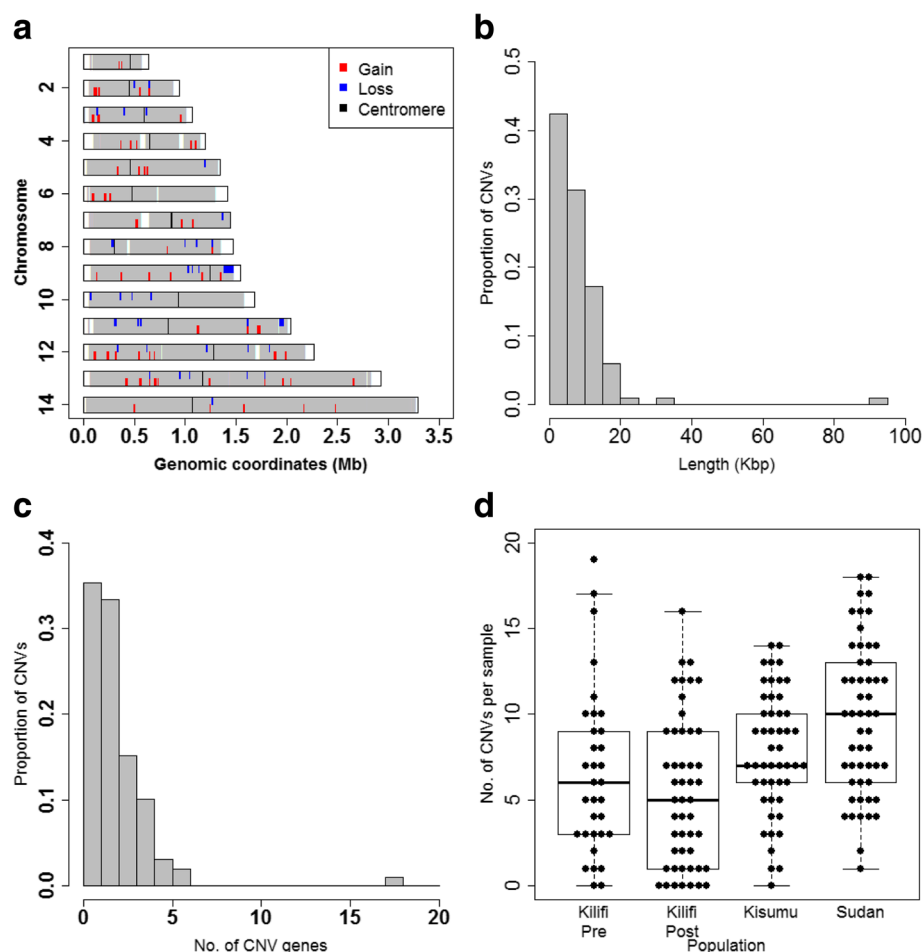 a
Gain
Loss
Centromere
Chromosome
2
4
6
8
10
12
14
0.0 0.5 1.0 1.5 2.0 2.5 3.0 3.5
Genomic coordinates (Mb)
b
Proportion of CNVs
0.5
0.4
0.3
0.2
0.1
0.0
0 20 40 60 80 100
Length (Kbp)
c
Proportion of CNVs
0.4
0.3
0.2
0.1
0.0
0 5 10 15 20
No. of CNV genes
d
No. of CNVs per sample
20
15
10
5
0
Kilifi Kilifi Kisumu Sudan
Pre Post
Population